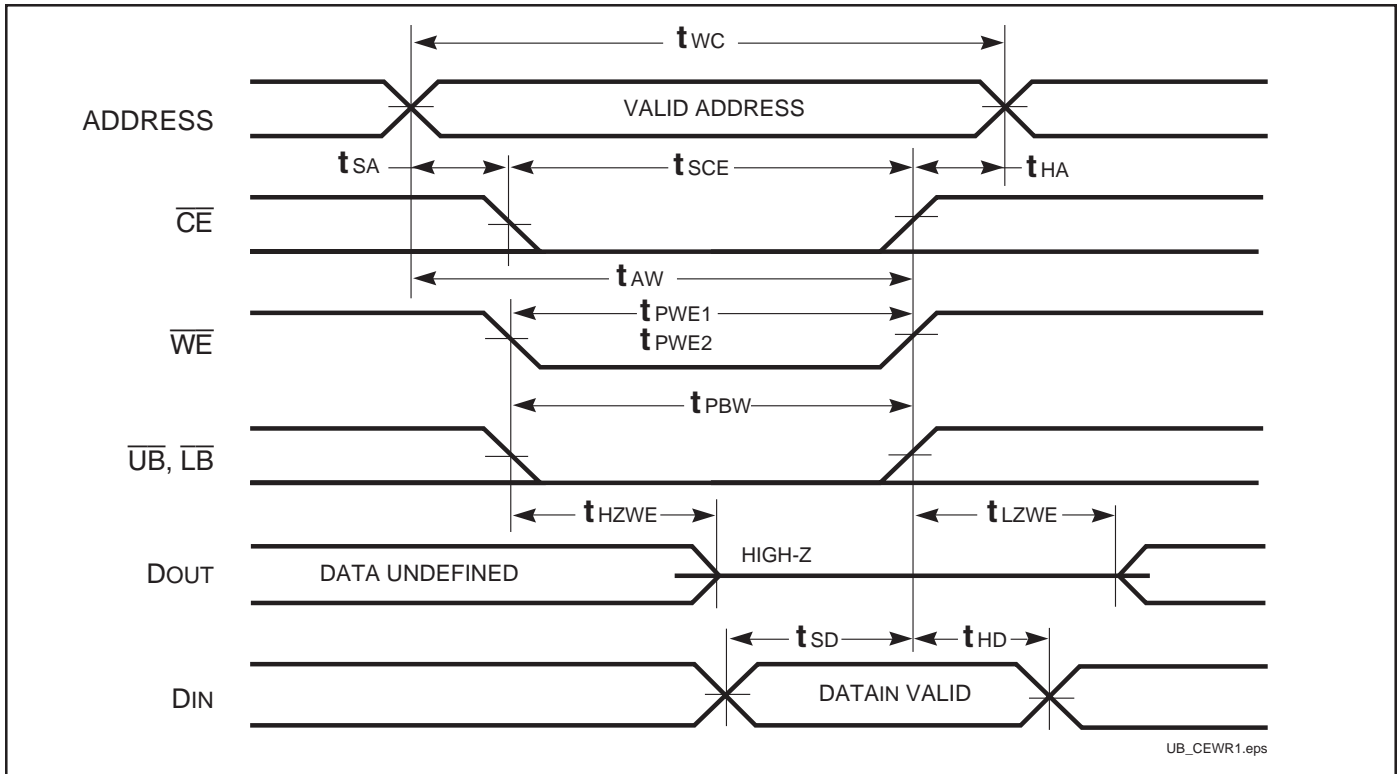 tWC
ADDRESS
VALID ADDRESS
tSA
tSCE
tHA
CE
tAW
tPWE1
tPWE2
WE
tPBW
UB, LB
tHZWE
tLZWE
DOUT
DATA UNDEFINED
HIGH-Z
tSD
tHD
DIN
DATAIN VALID
UB_CEWR1.eps